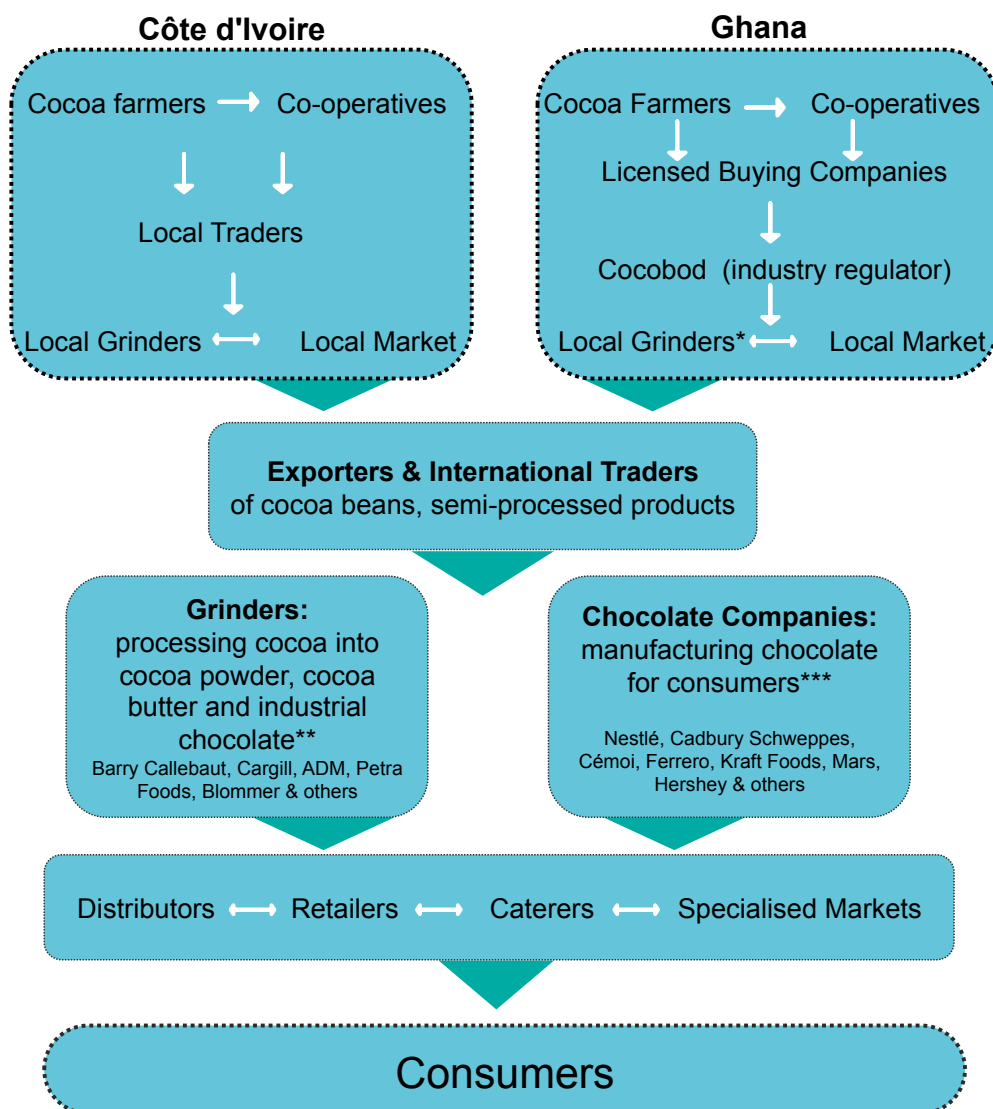 Côte d'Ivoire
Cocoa farmers Co-operatives
Local Traders
Local Grinders Local Market
Ghana
Cocoa Farmers Co-operatives
Licensed Buying Companies
Cocobod (industry regulator)
Local Grinders* Local Market
Exporters & International Traders
of cocoa beans, semi-processed products
Grinders:
processing cocoa into
cocoa powder, cocoa
butter and industrial
chocolate**
Barry Callebaut, Cargill, ADM, Petra
Foods, Blommer & others
Chocolate Companies:
manufacturing chocolate
for consumers***
Nestlé, Cadbury Schweppes,
Cémoi, Ferrero, Kraft Foods, Mars,
Hershey & others
Distributors Retailers Caterers Specialised Markets
Consumers